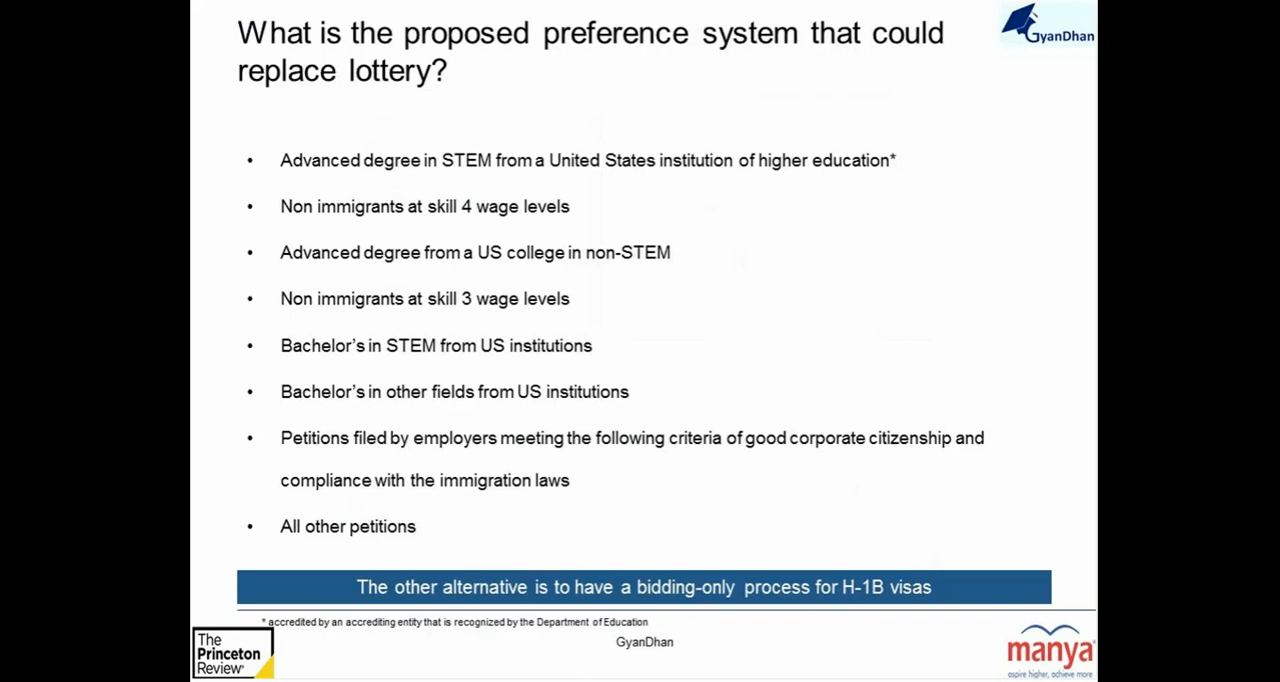 What is the proposed preference system that could
replace lottery?
GyanDhan
• Advanced degree in STEM from a United States institution of higher education*
• Non immigrants at skill 4 wage levels
• Advanced degree from a US college in non-STEM
• Non immigrants at skill 3 wage levels
• Bachelor's in STEM from US institutions
• Bachelor's in other fields from US institutions
• Petitions filed by employers meeting the following criteria of good corporate citizenship and
compliance with the immigration laws
• All other petitions
The other alternative is to have a bidding-only process for H-1B visas
* accredited by an accrediting entity that is recognized by the Department of Education
GyanDhan
The
Princeton
Review®
manya®
aspire higher, achieve more